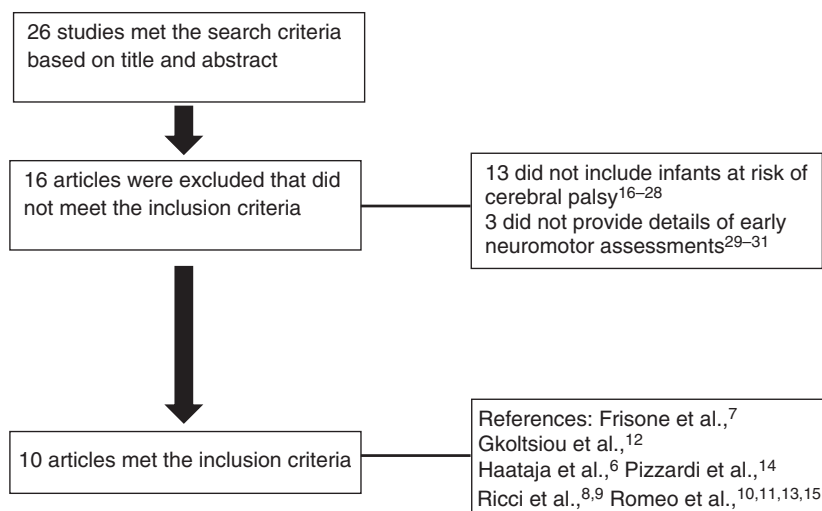 26 studies met the search criteria
based on title and abstract
16 articles were excluded that did
not meet the inclusion criteria
13 did not include infants at risk of
cerebral palsy16–28
3 did not provide details of early
neuromotor assessments29–31
10 articles met the inclusion criteria
References: Frisone et al.,7
Gkoltsiou et al.,12
Haataja et al.,6 Pizzardi et al.,14
Ricci et al.,8,9 Romeo et al.,10,11,13,15